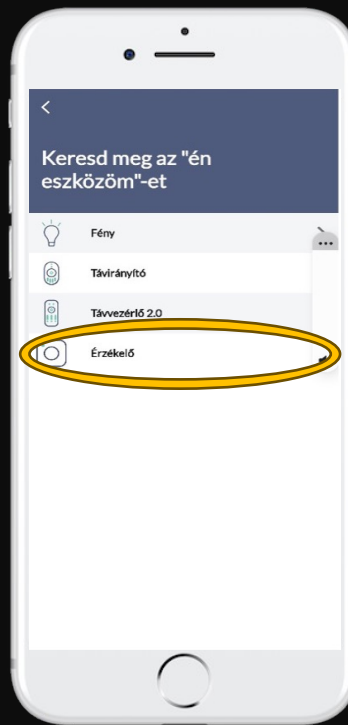 Keresd meg az "én
eszközöm"-et
Fény
Távirányító
Távvezérlő 2.0
Érzékelő